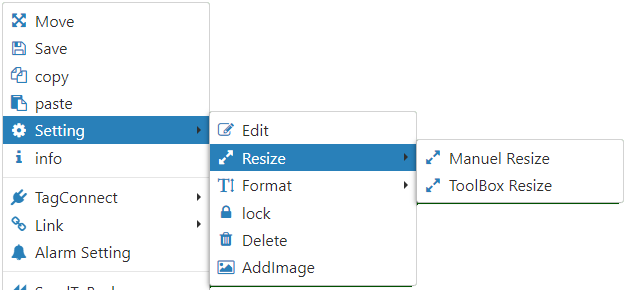 Move
Save
copy
paste
Setting
info
TagConnect
Link
Alarm Setting
Edit
Resize
Format
lock
Delete
AddImage
Manuel Resize
ToolBox Resize